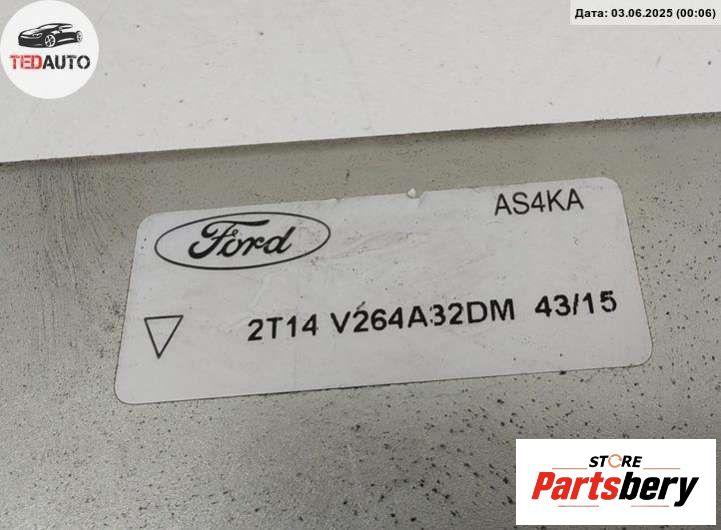 Дата: 03.06.2025 (00:06)
TEDAUTO
AS4KA
Ford
2T14 V264A32DM 43/15
STORE
Partsbery